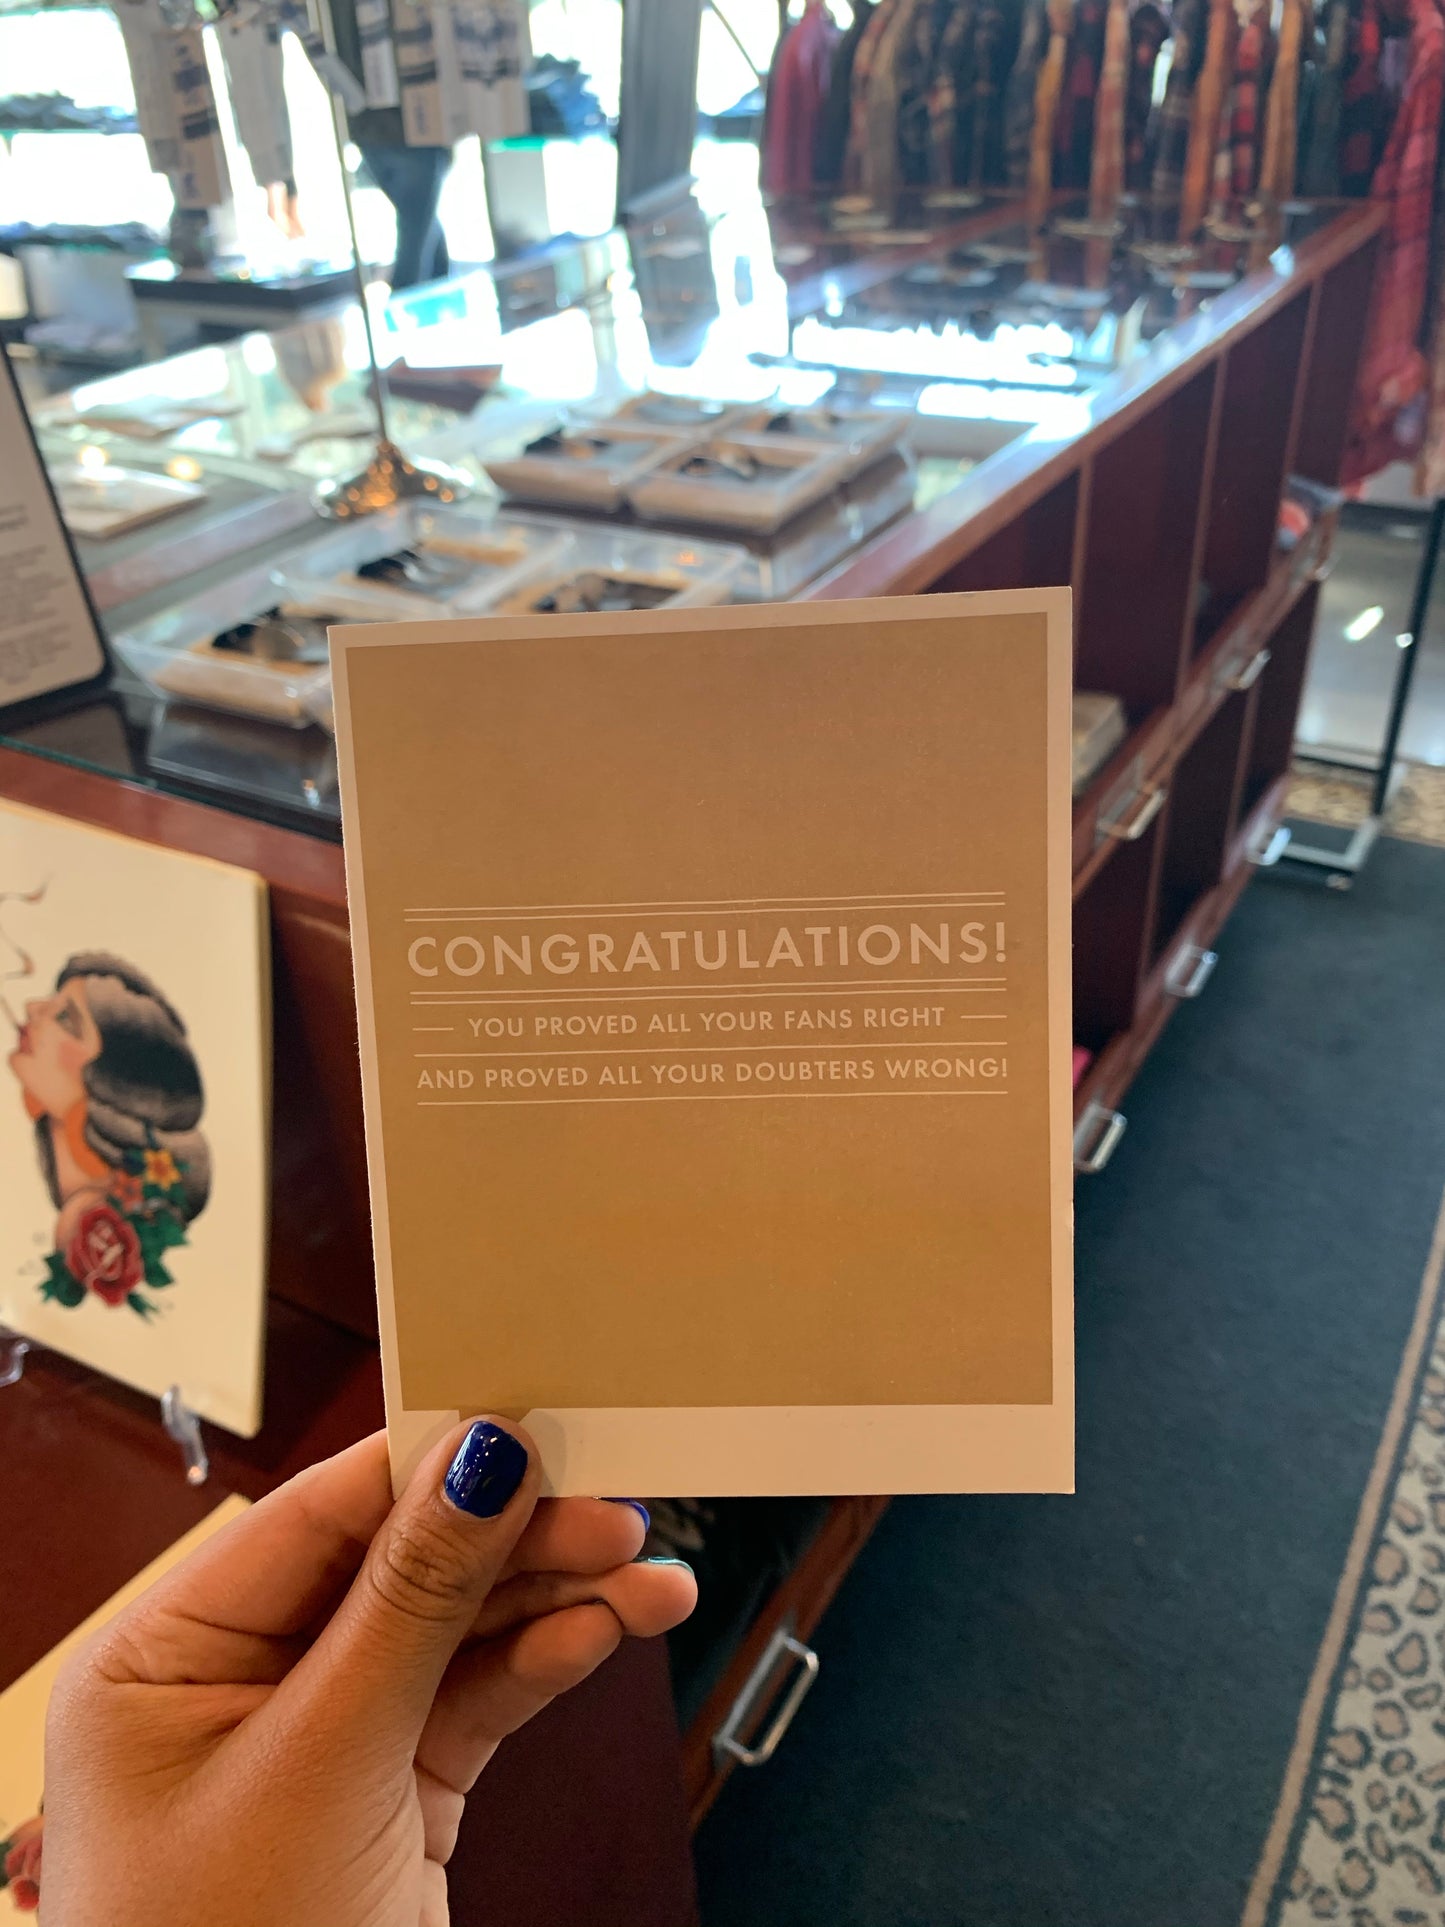 CONGRATULATIONS!
YOU PROVED ALL YOUR FANS RIGHT
AND PROVED ALL YOUR DOUBTERS WRONG!